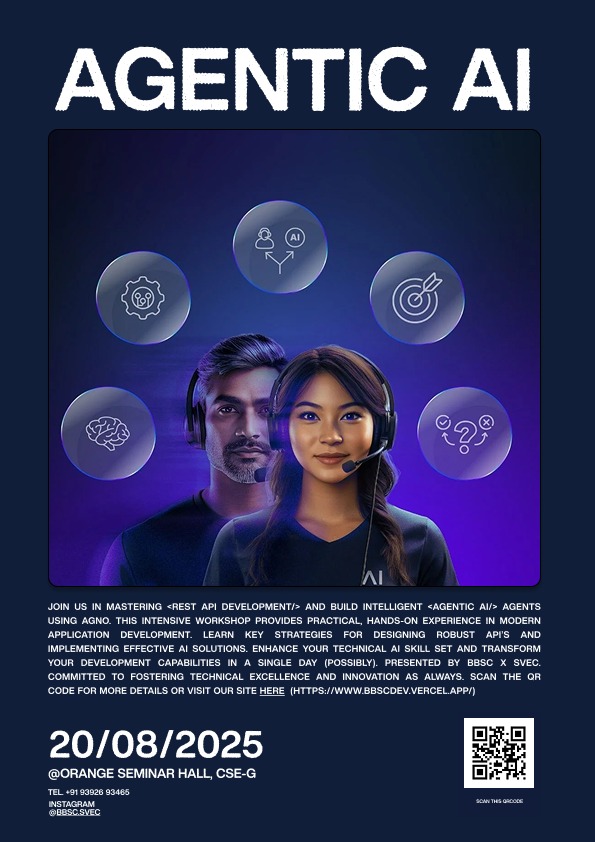 AGENTIC AI
AI
AI
JOIN US IN MASTERING <REST API DEVELOPMENT/> AND BUILD INTELLIGENT <AGENTIC AI/> AGENTS
USING AGNO. THIS INTENSIVE WORKSHOP PROVIDES PRACTICAL, HANDS-ON EXPERIENCE IN MODERN
APPLICATION DEVELOPMENT. LEARN KEY STRATEGIES FOR DESIGNING ROBUST API'S AND
IMPLEMENTING EFFECTIVE AI SOLUTIONS. ENHANCE YOUR TECHNICAL AI SKILL SET AND TRANSFORM
YOUR DEVELOPMENT CAPABILITIES IN A SINGLE DAY (POSSIBLY). PRESENTED BY BBSC X SVEC.
COMMITTED TO FOSTERING TECHNICAL EXCELLENCE AND INNOVATION AS ALWAYS. SCAN THE QR
CODE FOR MORE DETAILS OR VISIT OUR SITE HERE (HTTPS://WWW.BBSCDEV.VERCEL.APP/)
20/08/2025
@ORANGE SEMINAR HALL, CSE-G
TEL. +91 93926 93465
INSTAGRAM
@BBSC.SVEC
SCAN THIS QRCODE